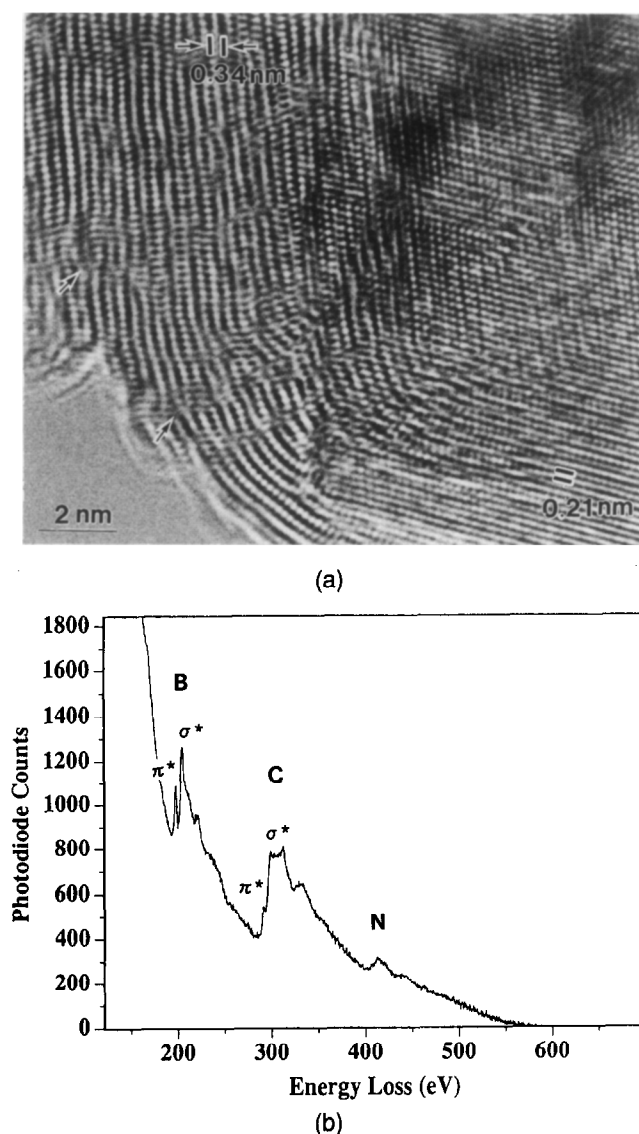 0.34nm
2 nm
0.21nm
(a)
1800
1600
1400
1200
1000
800
600
400
200
0
Photodiode Counts
B
σ*
π*
C
σ*
π*
N
200 300 400 500 600
Energy Loss (eV)
(b)